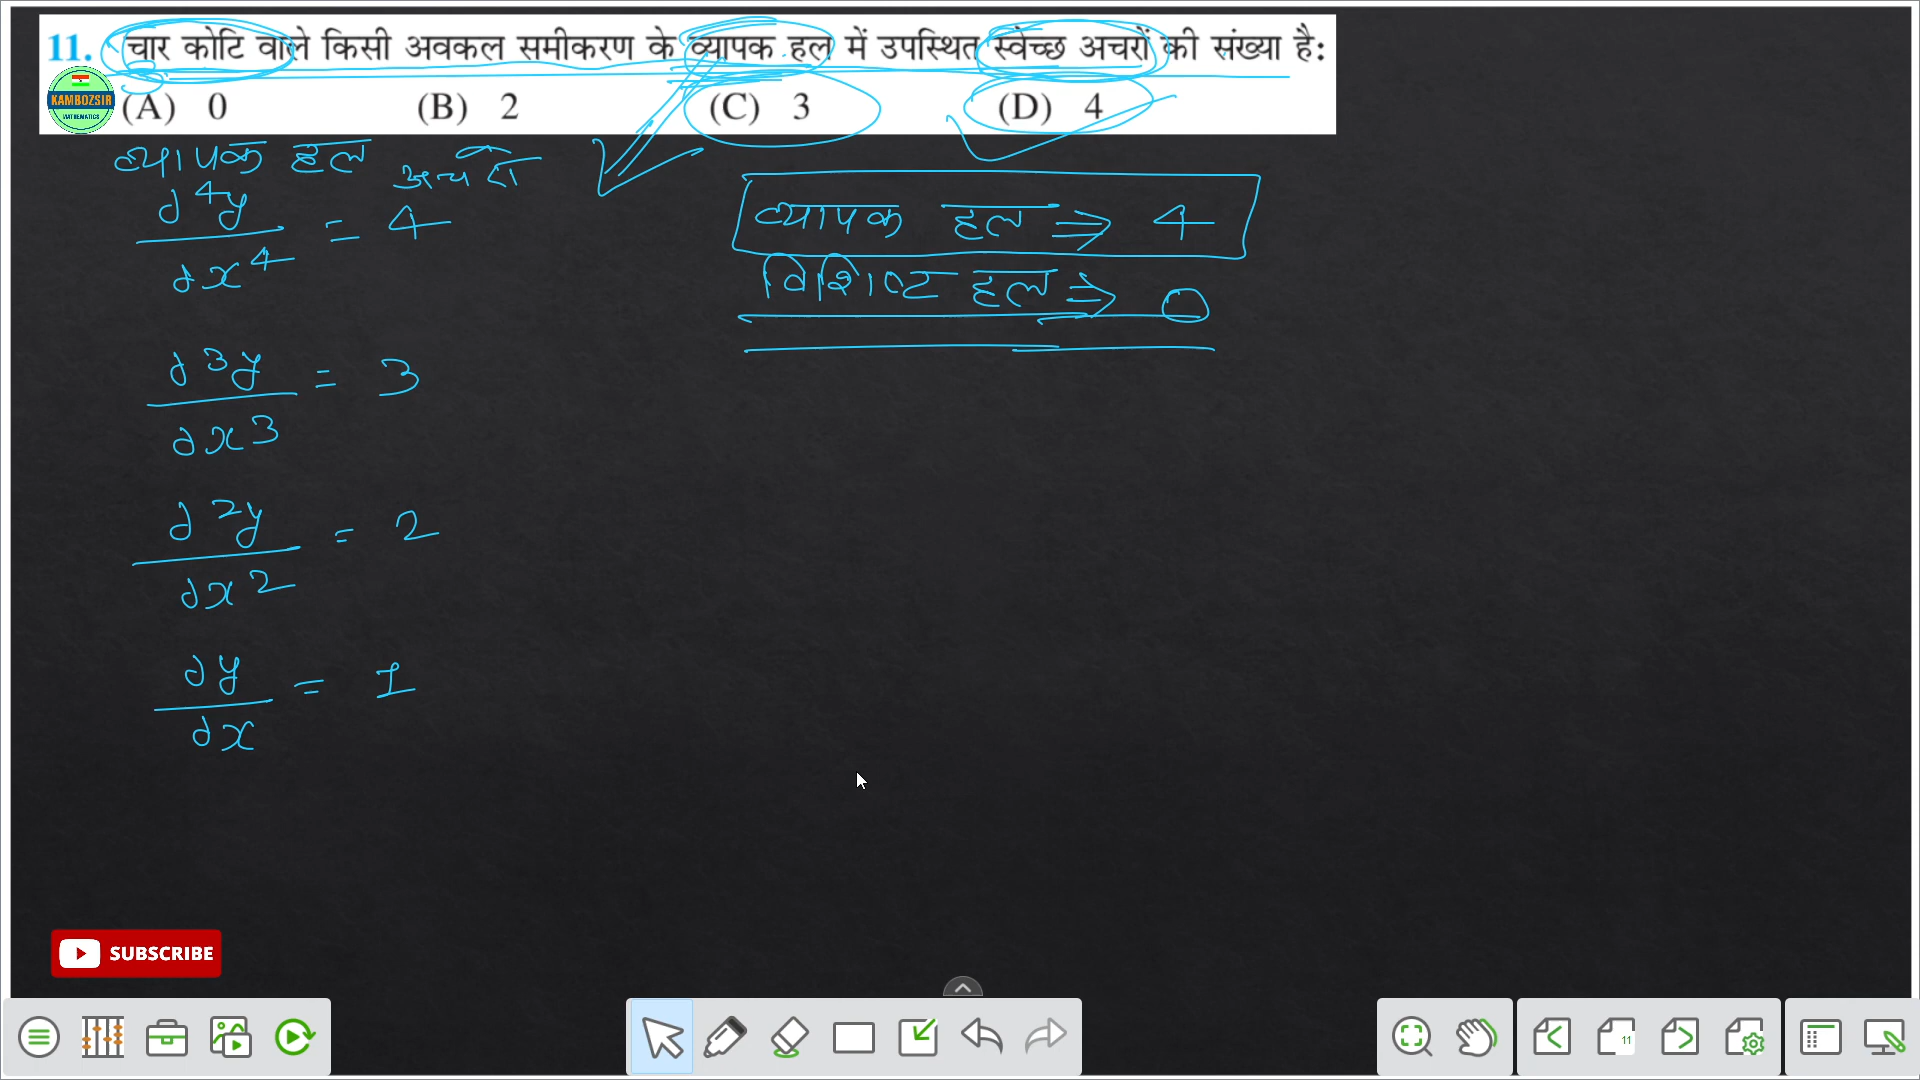 11. चार कोटि वाले किसी अवकल समीकरण के व्यापक हल में उपस्थित स्वेच्छ अचरों की संख्या है:
KAMBOZSIR
MATHEMATICS
(A) 0 (B) 2 (C) 3 (D) 4
3
व्यापक हल
d⁴y/dx⁴ = 4
d³y/dx³ = 3
d²y/dx² = 2
dy/dx = 1
व्यापक हल ⇒ 4
विशिष्ट हल ⇒ 0
SUBSCRIBE
11